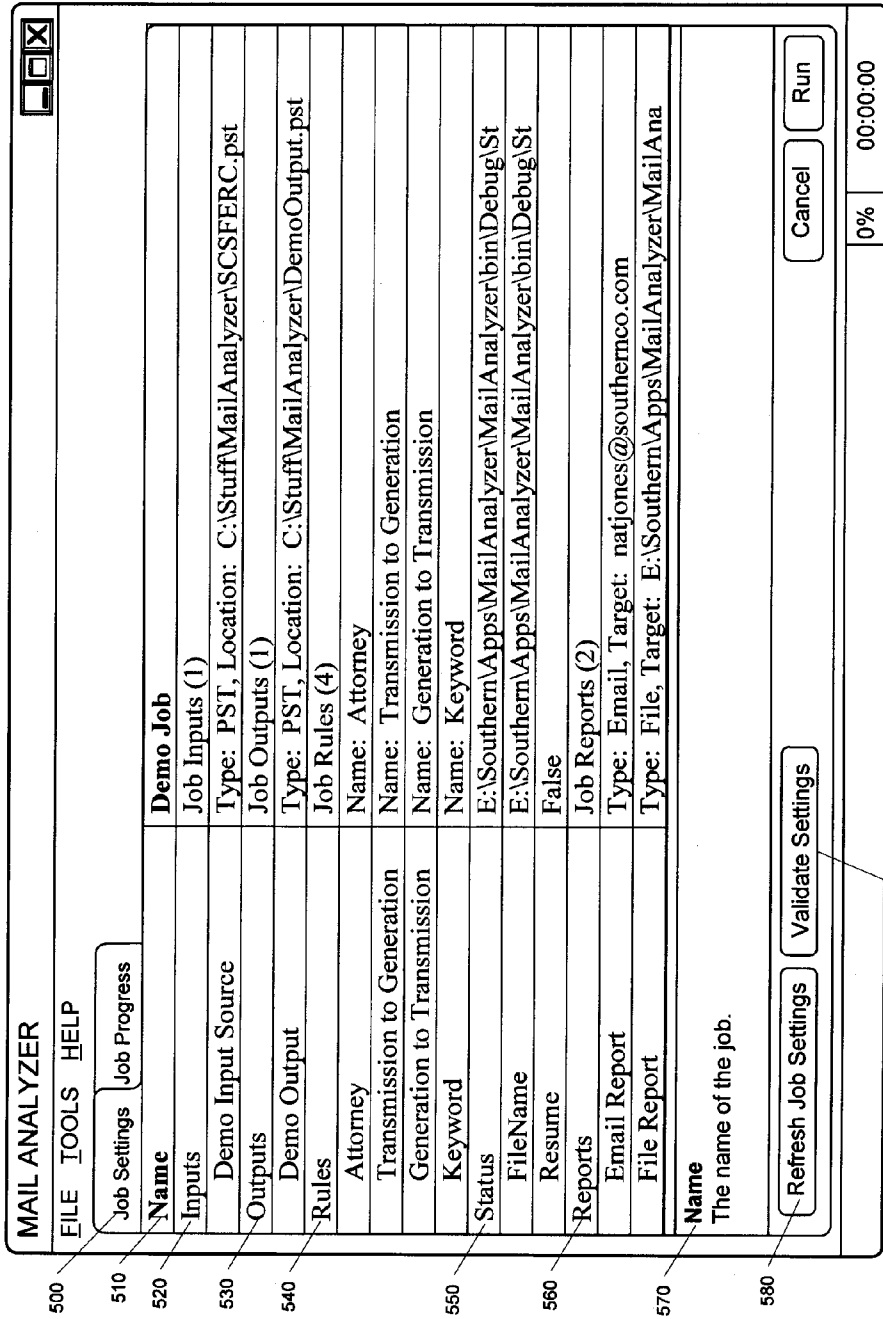 MAIL ANALYZER
FILE TOOLS HELP
Job Settings Job Progress
500
510 Name Demo Job
520 Inputs Job Inputs (1)
Demo Input Source Type: PST, Location: C:\Stuff\MailAnalyzer\SCSFERC.pst
530 Outputs Job Outputs (1)
Demo Output Type: PST, Location: C:\Stuff\MailAnalyzer\DemoOutput.pst
540 Rules Job Rules (4)
Attorney Name: Attorney
Transmission to Generation Name: Transmission to Generation
Generation to Transmission Name: Generation to Transmission
Keyword Name: Keyword
550 Status E:\Southern\Apps\MailAnalyzer\MailAnalyzer\bin\Debug\St
FileName E:\Southern\Apps\MailAnalyzer\MailAnalyzer\bin\Debug\St
Resume False
560 Reports Job Reports (2)
Email Report Type: Email, Target: natjones@southernco.com
File Report Type: File, Target: E:\Southern\Apps\MailAnalyzer\MailAna
570 Name
The name of the job.
580 Refresh Job Settings Validate Settings Cancel Run
0% 00:00:00